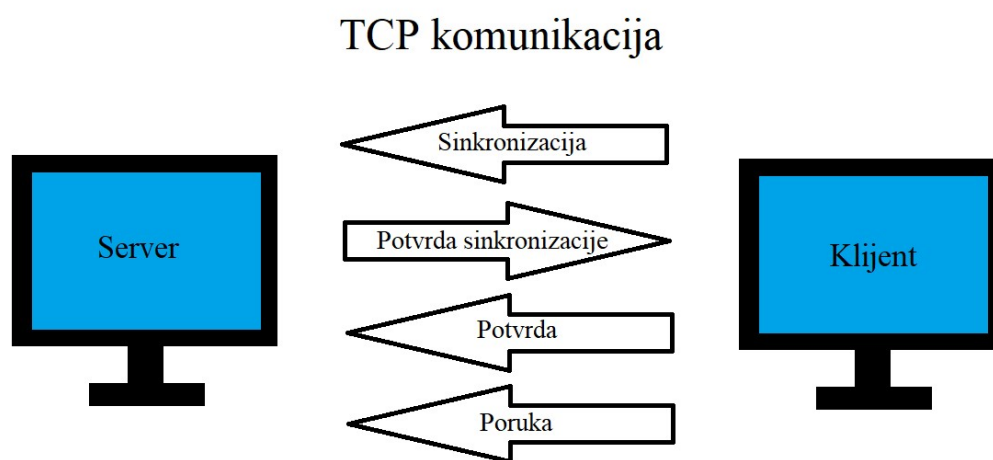 TCP komunikacija
Sinkronizacija
Server
Potvrda sinkronizacije
Klijent
Potvrda
Poruka